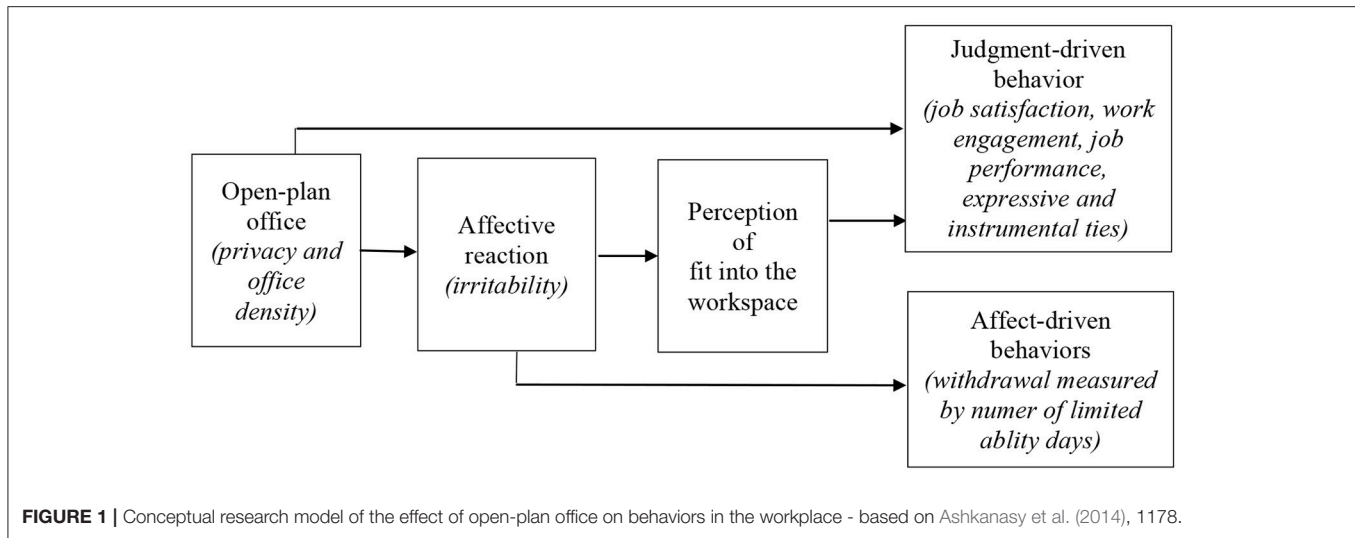 Open-plan
office
(privacy and
office
density)
Affective
reaction
(irritability)
Perception
of
fit into the
workspace
Judgment-driven
behavior
(job satisfaction, work
engagement, job
performance,
expressive and
instrumental ties)
Affect-driven
behaviors
(withdrawal measured
by numer of limited
ablity days)
FIGURE 1 | Conceptual research model of the effect of open-plan office on behaviors in the workplace - based on Ashkanasy et al. (2014), 1178.